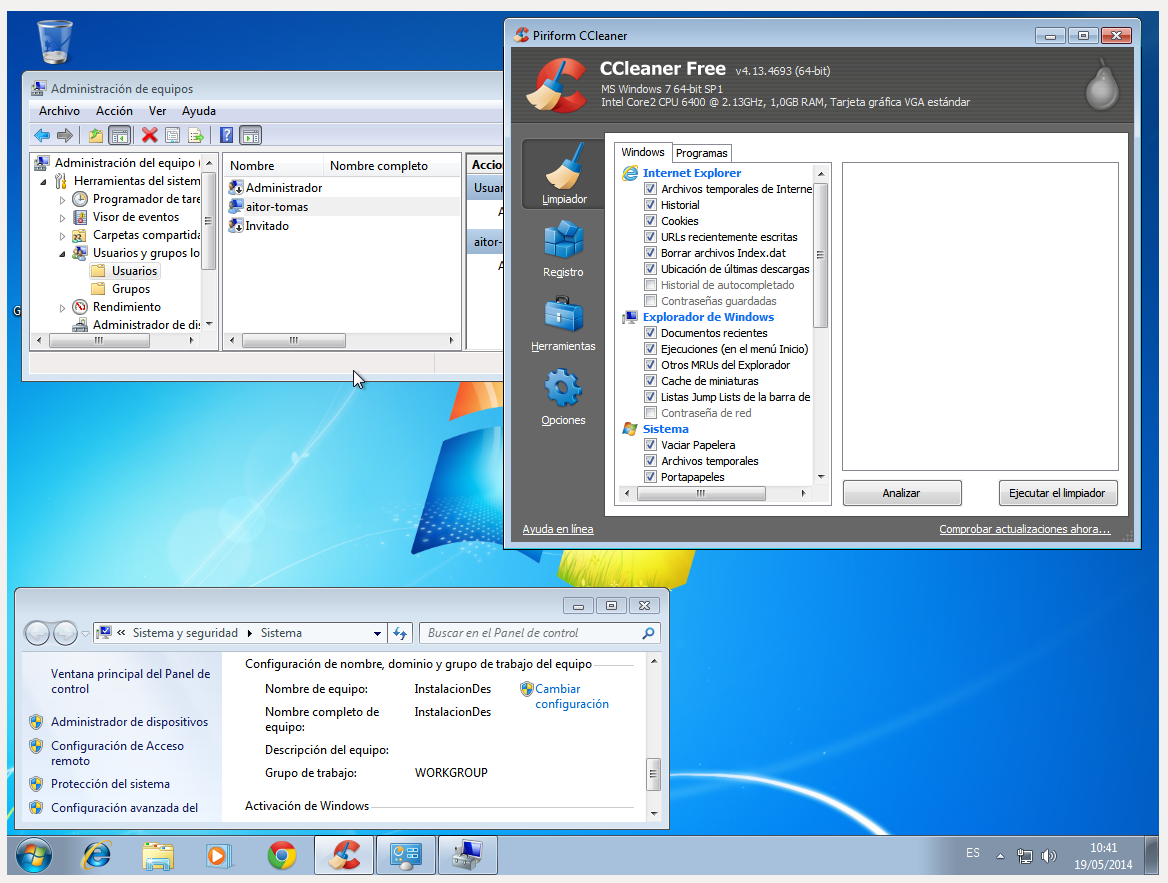 Administración de equipos
Archivo Acción Ver Ayuda
Administración del equipo
Herramientas del sistem
Programador de tare
Visor de eventos
Carpetas compartida
Usuarios y grupos lo
Usuarios
Grupos
Rendimiento
Administrador de di
Nombre Nombre completo
Administrador
aitor-tomas
Invitado
Accio
Usuar
A
aitor-
A
G
Piriform CCleaner
CCleaner Free v4.13.4693 (64-bit)
MS Windows 7 64-bit SP1
Intel Core2 CPU 6400 @ 2.13GHz, 1,0GB RAM, Tarjeta gráfica VGA estándar
Limpiador
Registro
Herramientas
Opciones
Windows Programas
Internet Explorer
Archivos temporales de Interne
Historial
Cookies
URLs recientemente escritas
Borrar archivos Index.dat
Ubicación de últimas descargas
Historial de autocompletado
Contraseñas guardadas
Explorador de Windows
Documentos recientes
Ejecuciones (en el menú Inicio)
Otros MRUs del Explorador
Cache de miniaturas
Listas Jump Lists de la barra de
Contraseña de red
Sistema
Vaciar Papelera
Archivos temporales
Portapapeles
Analizar Ejecutar el limpiador
Ayuda en línea Comprobar actualizaciones ahora...
« Sistema y seguridad Sistema
Buscar en el Panel de control
Ventana principal del Panel de
control
Administrador de dispositivos
Configuración de Acceso
remoto
Protección del sistema
Configuración avanzada del
Configuración de nombre, dominio y grupo de trabajo del equipo
Nombre de equipo: InstalacionDes Cambiar
configuración
Nombre completo de InstalacionDes
equipo:
Descripción del equipo:
Grupo de trabajo: WORKGROUP
Activación de Windows
ES
10:41
19/05/2014